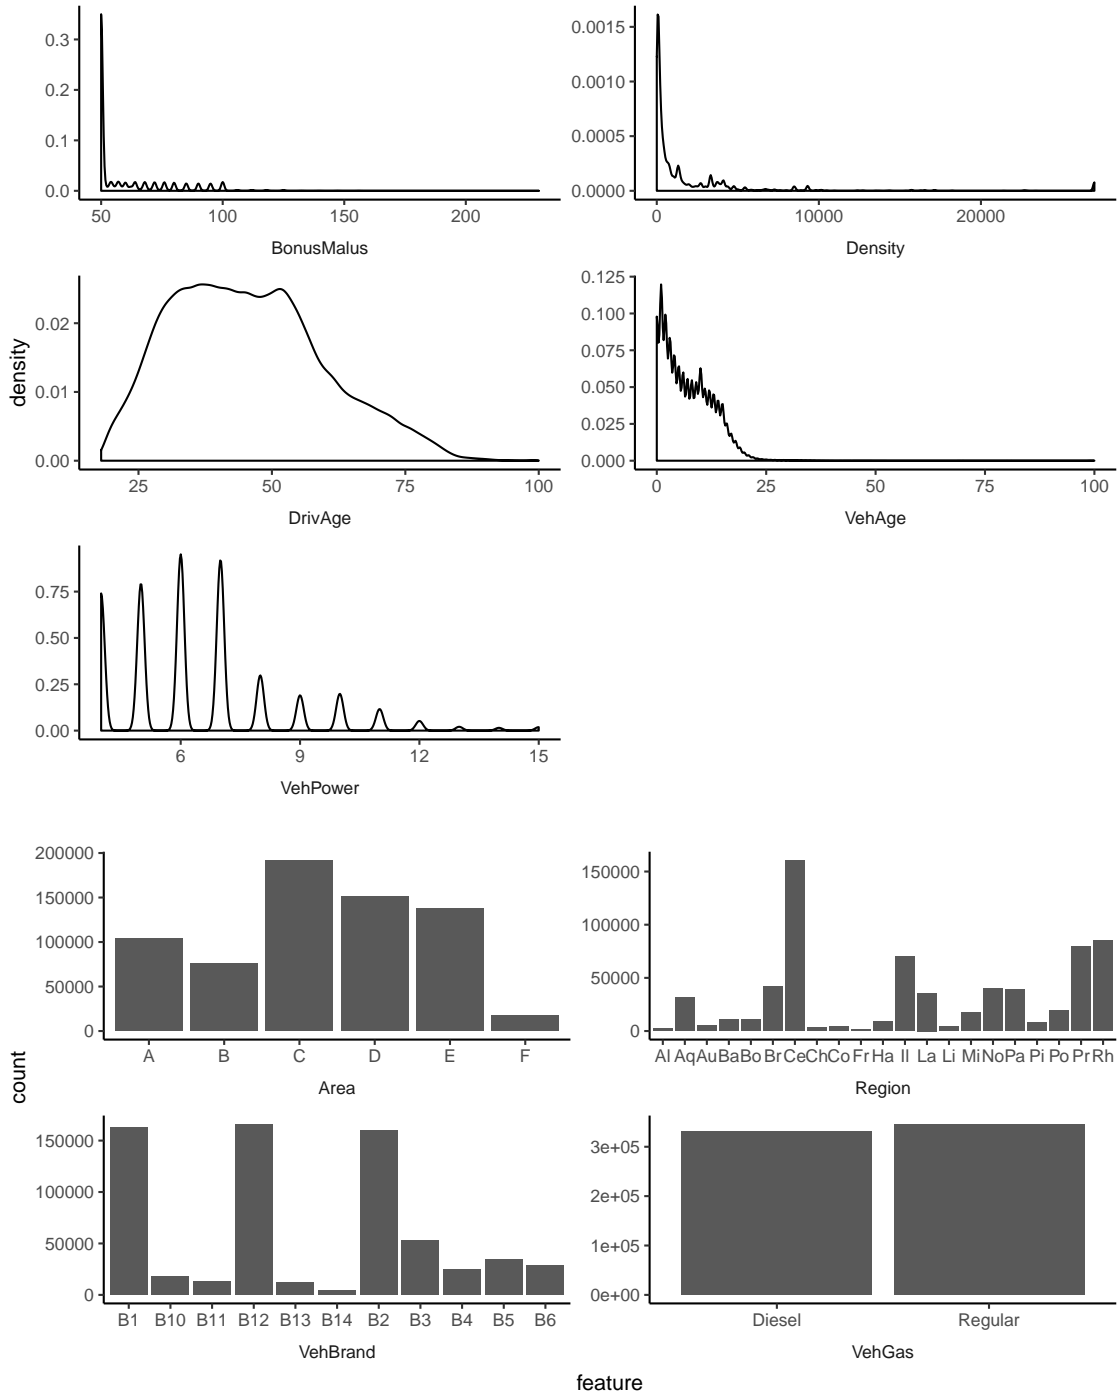 0.3
0.2
0.1
0.0
50 100 150 200
BonusMalus
0.0015
0.0010
0.0005
0.0000
0 10000 20000
Density
density
0.02
0.01
0.00
25 50 75 100
DrivAge
0.125
0.100
0.075
0.050
0.025
0.000
0 25 50 75 100
VehAge
0.75
0.50
0.25
0.00
6 9 12 15
VehPower
count
200000
150000
100000
50000
0
A B C D E F
Area
150000
100000
50000
0
Al Aq Au Ba Bo Br Ce Ch Co Fr Ha Il La Li Mi No Pa Pi Po Pr Rh
Region
150000
100000
50000
0
B1 B10 B11 B12 B13 B14 B2 B3 B4 B5 B6
VehBrand
3e+05
2e+05
1e+05
0e+00
Diesel Regular
VehGas
feature